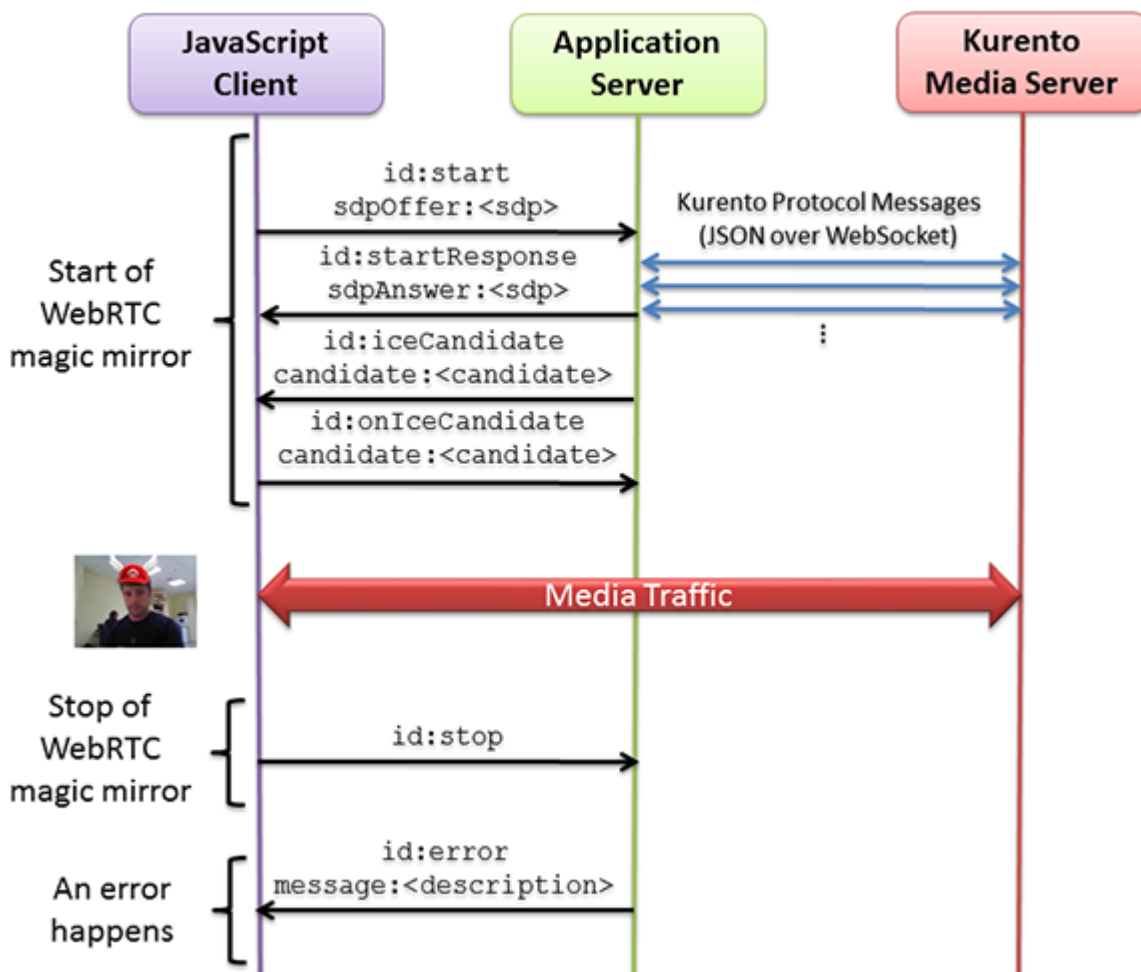 JavaScript
Client
Application
Server
Kurento
Media Server
Start of
WebRTC
magic mirror
id:start
sdpOffer:<sdp>
Kurento Protocol Messages
(JSON over WebSocket)
id:startResponse
sdpAnswer:<sdp>
⋮
id:iceCandidate
candidate:<candidate>
id:onIceCandidate
candidate:<candidate>
Media Traffic
Stop of
WebRTC
magic mirror
id:stop
An error
happens
id:error
message:<description>